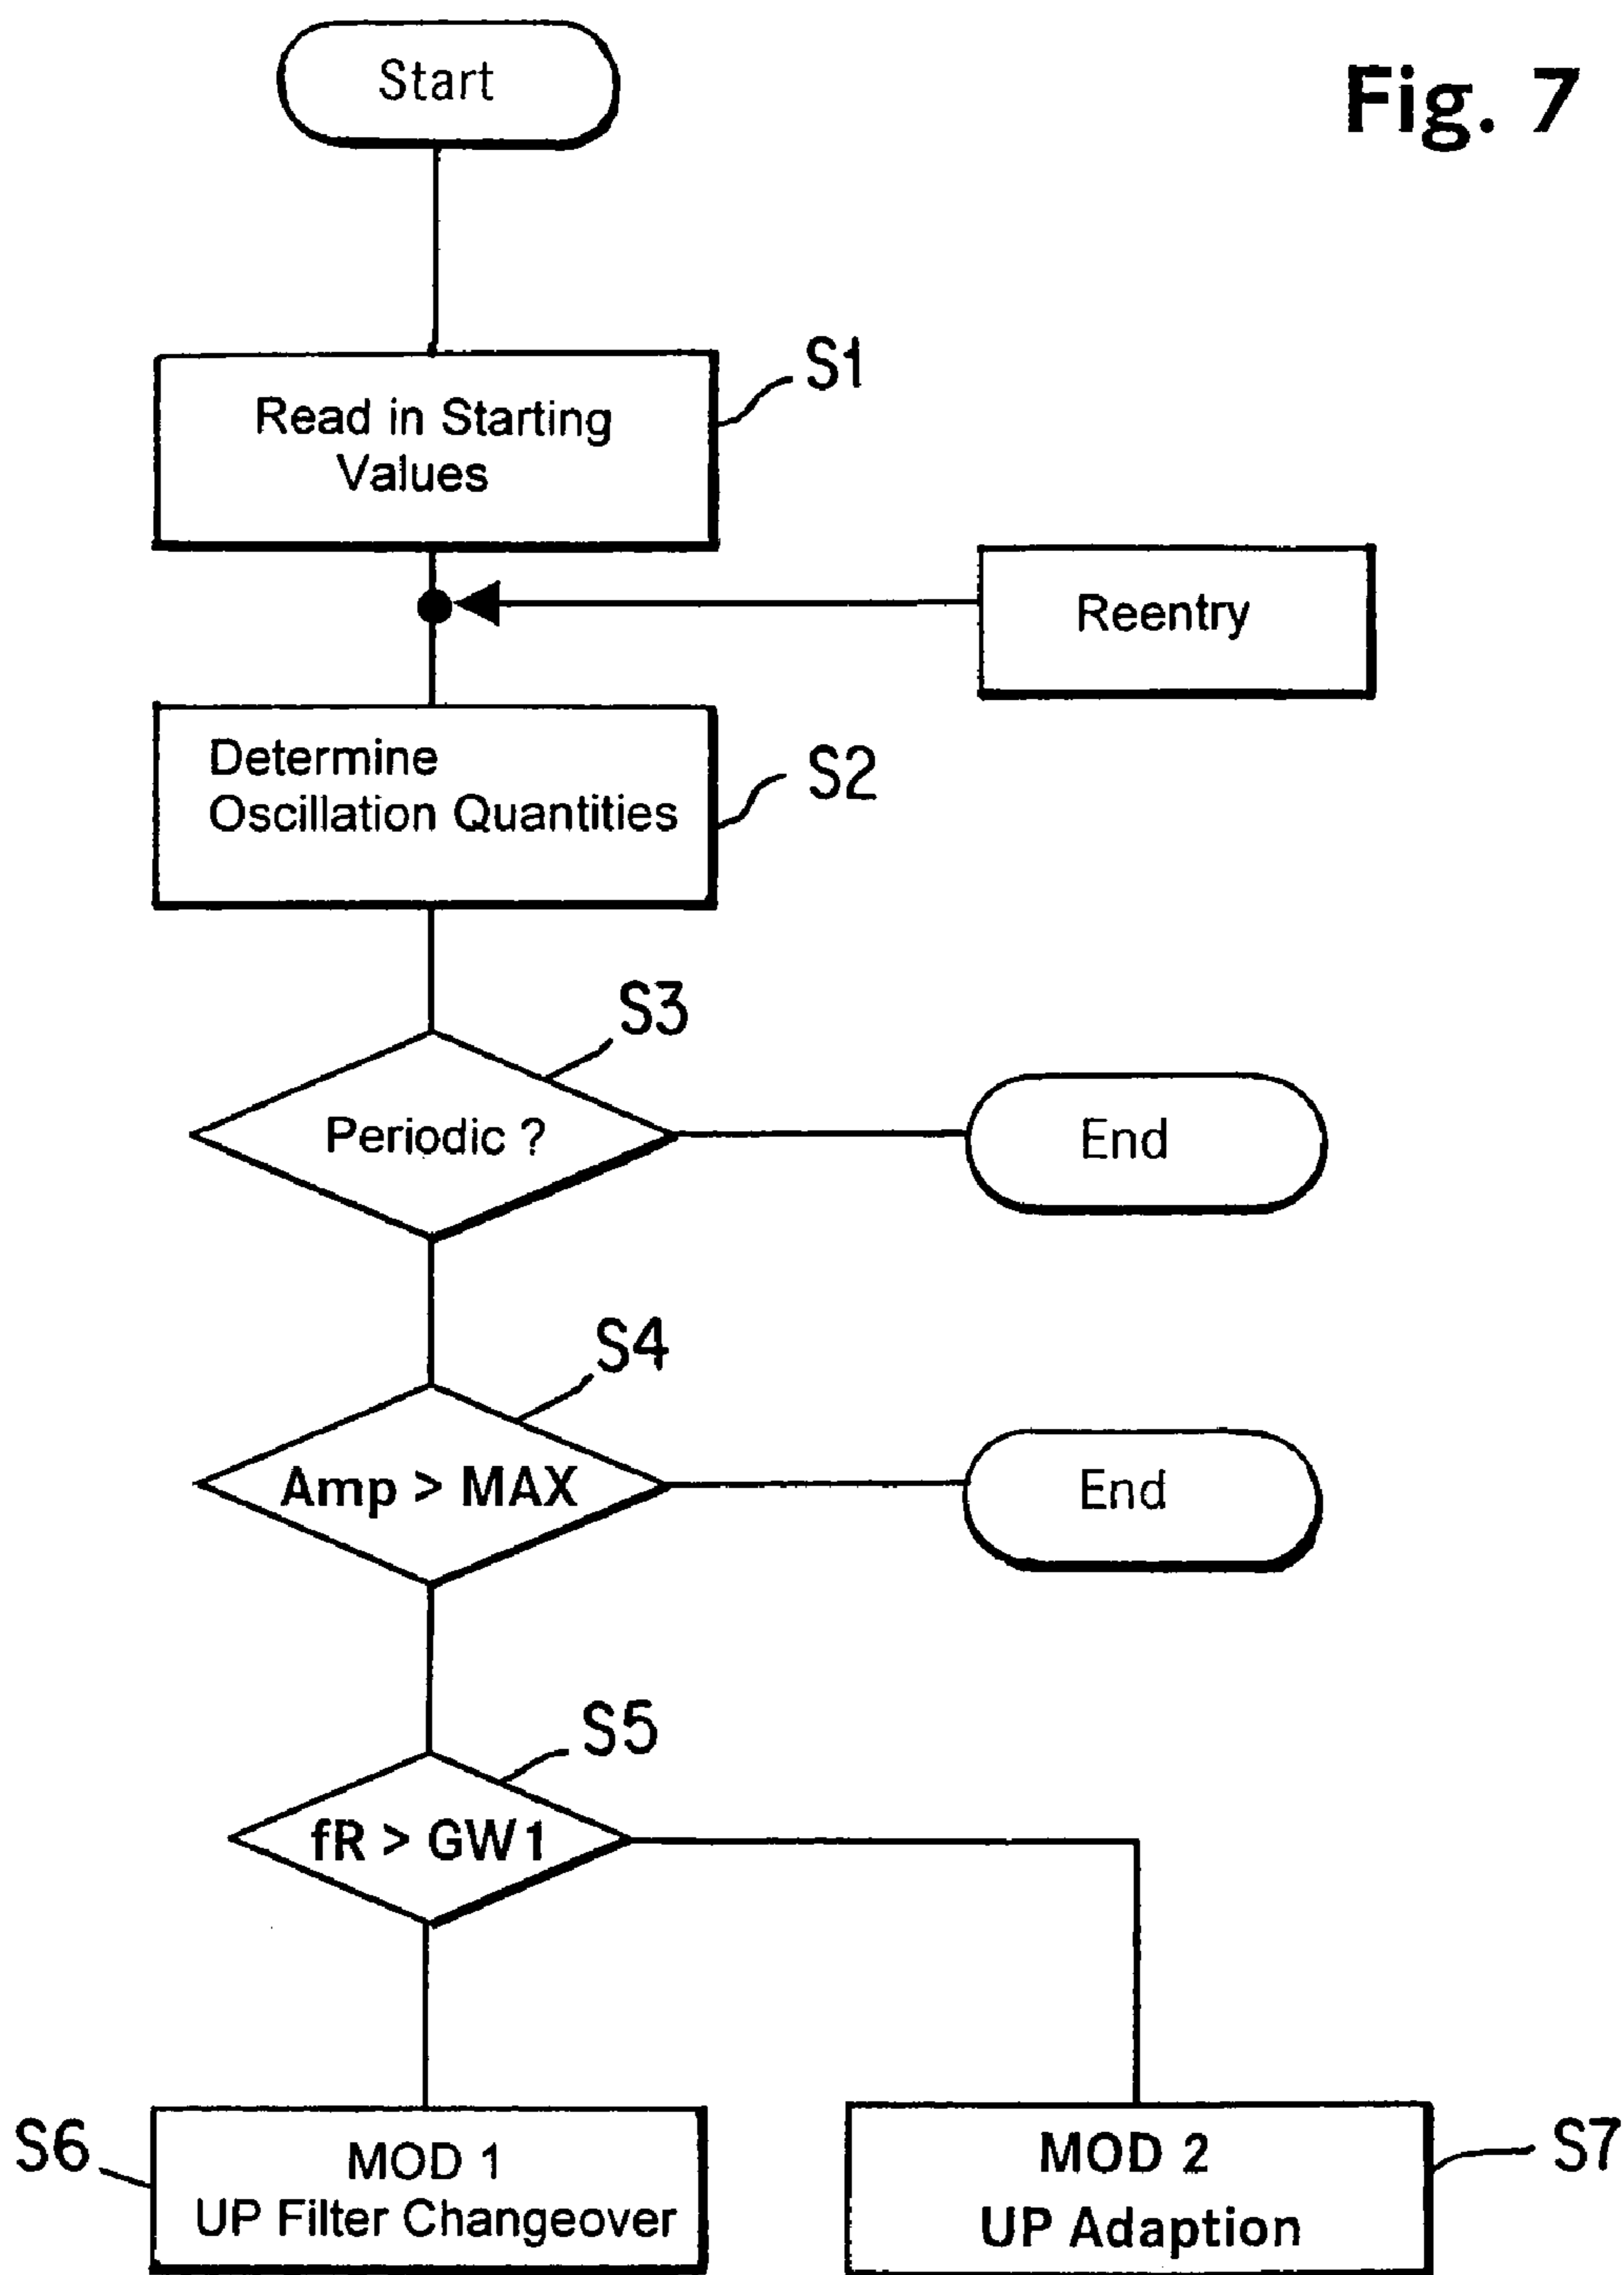 Fig. 7
Start
S1
Read in Starting
Values
Reentry
S2
Determine
Oscillation Quantities
S3
Periodic ?
End
S4
Amp > MAX
End
S5
fR > GW1
S6
MOD 1
UP Filter Changeover
S7
MOD 2
UP Adaption